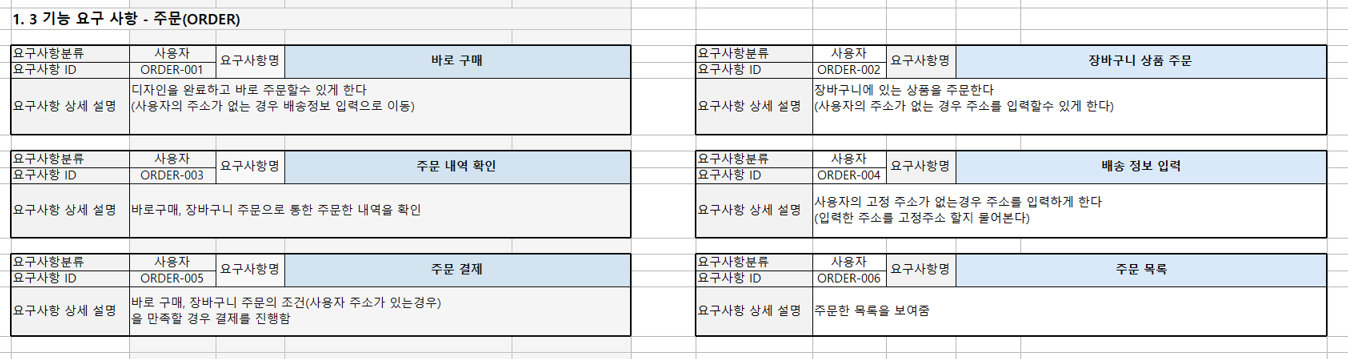 1. 3 기능 요구 사항 - 주문(ORDER)
요구사항분류 사용자 요구사항명 바로 구매
요구사항 ID ORDER-001
요구사항 상세 설명 디자인을 완료하고 바로 주문할수 있게 한다
(사용자의 주소가 없는 경우 배송정보 입력으로 이동)
요구사항분류 사용자 요구사항명 장바구니 상품 주문
요구사항 ID ORDER-002
요구사항 상세 설명 장바구니에 있는 상품을 주문한다
(사용자의 주소가 없는 경우 주소를 입력할수 있게 한다)
요구사항분류 사용자 요구사항명 주문 내역 확인
요구사항 ID ORDER-003
요구사항 상세 설명 바로구매, 장바구니 주문으로 통한 주문한 내역을 확인
요구사항분류 사용자 요구사항명 배송 정보 입력
요구사항 ID ORDER-004
요구사항 상세 설명 사용자의 고정 주소가 없는경우 주소를 입력하게 한다
(입력한 주소를 고정주소 할지 물어본다)
요구사항분류 사용자 요구사항명 주문 결제
요구사항 ID ORDER-005
요구사항 상세 설명 바로 구매, 장바구니 주문의 조건(사용자 주소가 있는경우)
을 만족할 경우 결제를 진행함
요구사항분류 사용자 요구사항명 주문 목록
요구사항 ID ORDER-006
요구사항 상세 설명 주문한 목록을 보여줌